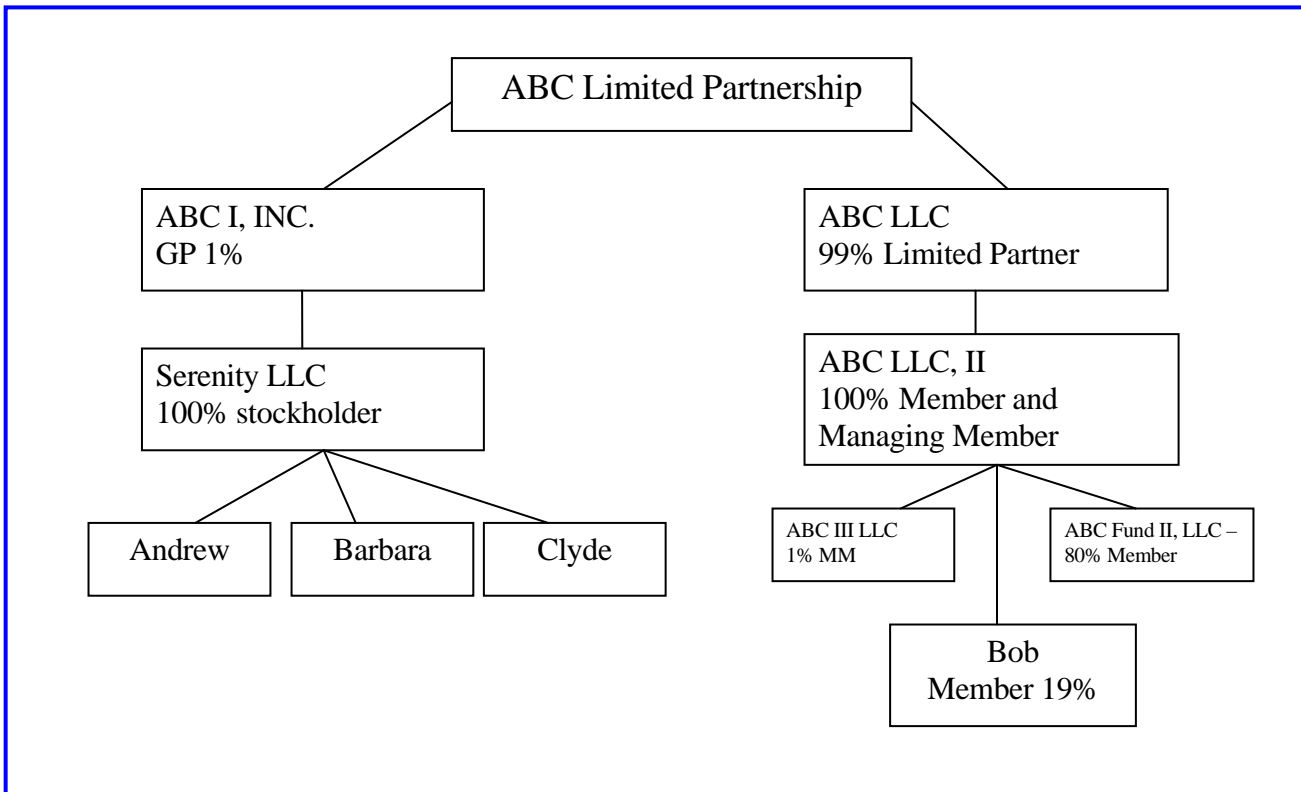 ABC Limited Partnership
ABC I, INC.
GP 1%
ABC LLC
99% Limited Partner
Serenity LLC
100% stockholder
ABC LLC, II
100% Member and
Managing Member
Andrew
Barbara
Clyde
ABC III LLC
1% MM
ABC Fund II, LLC –
80% Member
Bob
Member 19%